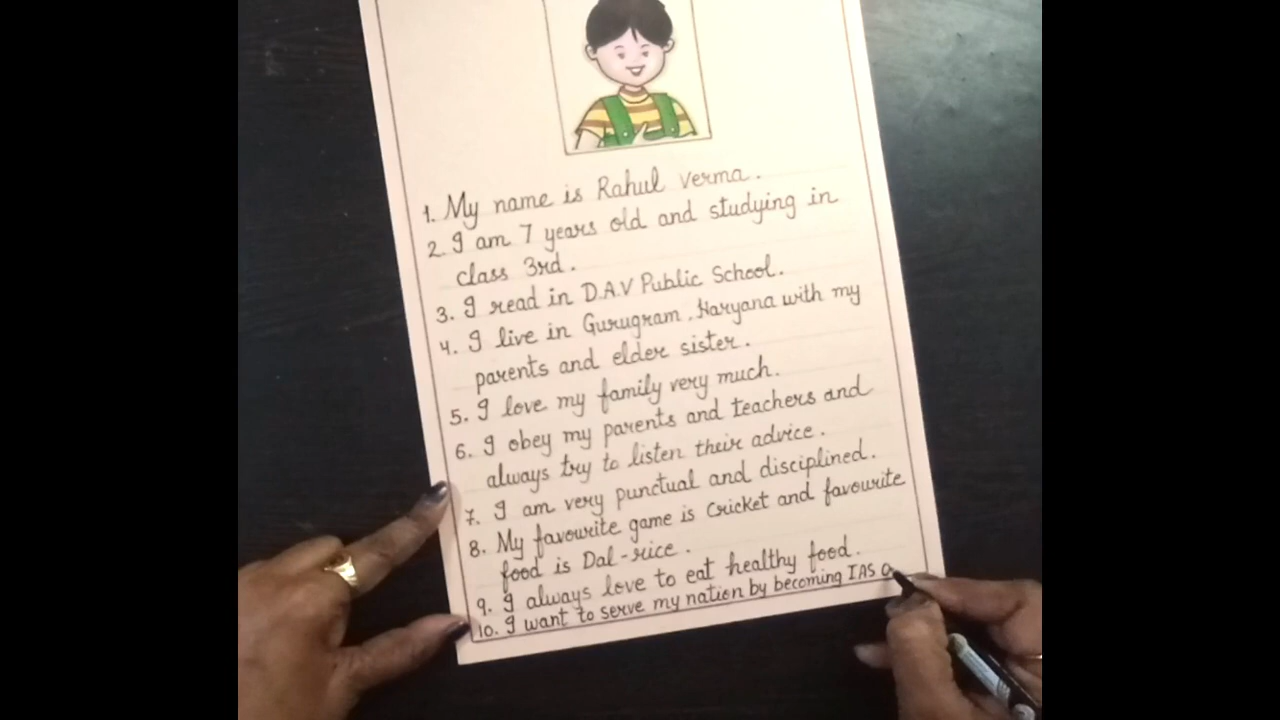 1. My name is Rahul Verma.
2. I am 7 years old and studying in
class 3rd.
3. I read in D.A.V Public School.
4. I live in Gurugram, Haryana with my
parents and elder sister.
5. I love my family very much.
6. I obey my parents and teachers and
always try to listen their advice.
7. I am very punctual and disciplined.
8. My favourite game is Cricket and favourite
food is Dal-rice.
9. I always love to eat healthy food.
10. I want to serve my nation by becoming IAS